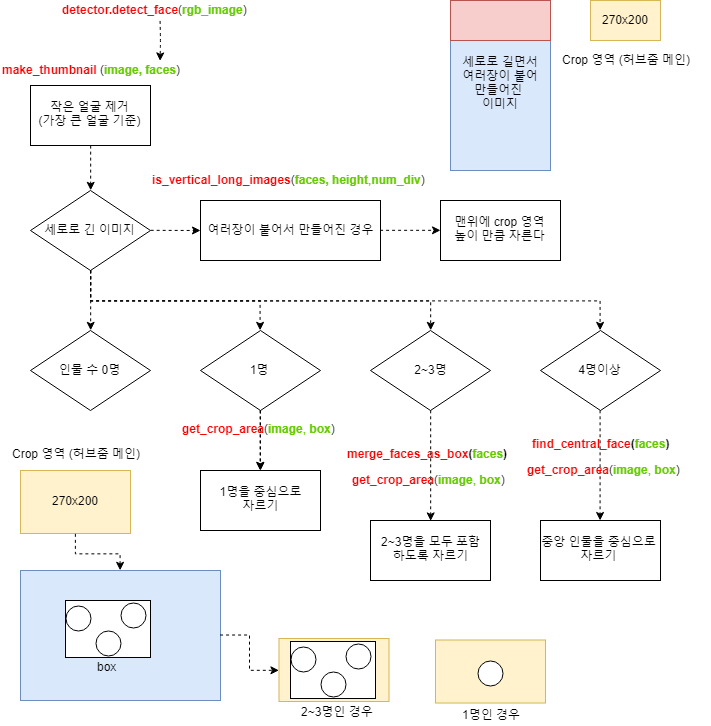 detector.detect_face(rgb_image)
make_thumbnail (image, faces)
작은 얼굴 제거
(가장 큰 얼굴 기준)
세로로 길면서
여러장이 붙어
만들어진
이미지
270x200
Crop 영역 (허브줌 메인)
is_vertical_long_images(faces, height,num_div)
세로로 긴 이미지
여러장이 붙어서 만들어진 경우
맨위에 crop 영역
높이 만큼 자른다
인물 수 0명
1명
2~3명
4명이상
get_crop_area(image, box)
merge_faces_as_box(faces)
get_crop_area(image, box)
find_central_face(faces)
get_crop_area(image, box)
1명을 중심으로
자르기
2~3명을 모두 포함
하도록 자르기
중앙 인물을 중심으로
자르기
Crop 영역 (허브줌 메인)
270x200
box
2~3명인 경우
1명인 경우